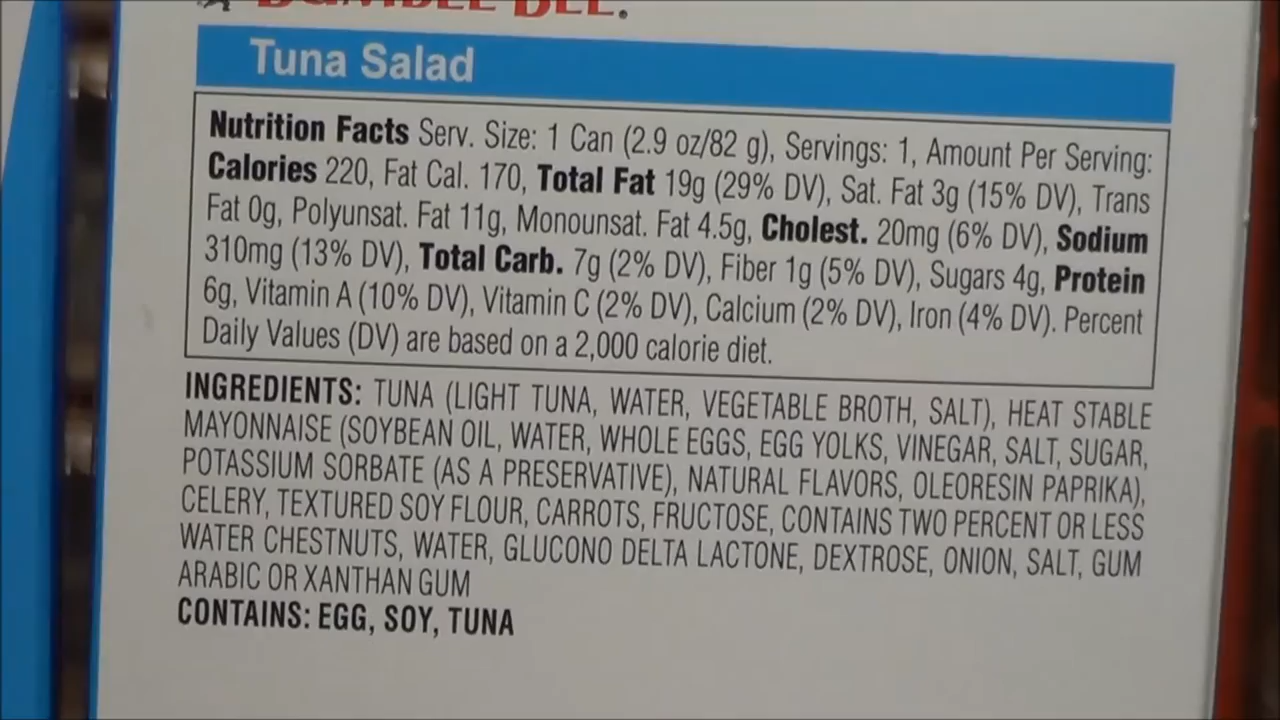 BUMBLE BEE.
Tuna Salad
Nutrition Facts Serv. Size: 1 Can (2.9 oz/82 g), Servings: 1, Amount Per Serving:
Calories 220, Fat Cal. 170, Total Fat 19g (29% DV), Sat. Fat 3g (15% DV), Trans
Fat 0g, Polyunsat. Fat 11g, Monounsat. Fat 4.5g, Cholest. 20mg (6% DV), Sodium
310mg (13% DV), Total Carb. 7g (2% DV), Fiber 1g (5% DV), Sugars 4g, Protein
6g, Vitamin A (10% DV), Vitamin C (2% DV), Calcium (2% DV), Iron (4% DV). Percent
Daily Values (DV) are based on a 2,000 calorie diet.
INGREDIENTS: TUNA (LIGHT TUNA, WATER, VEGETABLE BROTH, SALT), HEAT STABLE
MAYONNAISE (SOYBEAN OIL, WATER, WHOLE EGGS, EGG YOLKS, VINEGAR, SALT, SUGAR,
POTASSIUM SORBATE (AS A PRESERVATIVE), NATURAL FLAVORS, OLEORESIN PAPRIKA),
CELERY, TEXTURED SOY FLOUR, CARROTS, FRUCTOSE, CONTAINS TWO PERCENT OR LESS
WATER CHESTNUTS, WATER, GLUCONO DELTA LACTONE, DEXTROSE, ONION, SALT, GUM
ARABIC OR XANTHAN GUM
CONTAINS: EGG, SOY, TUNA